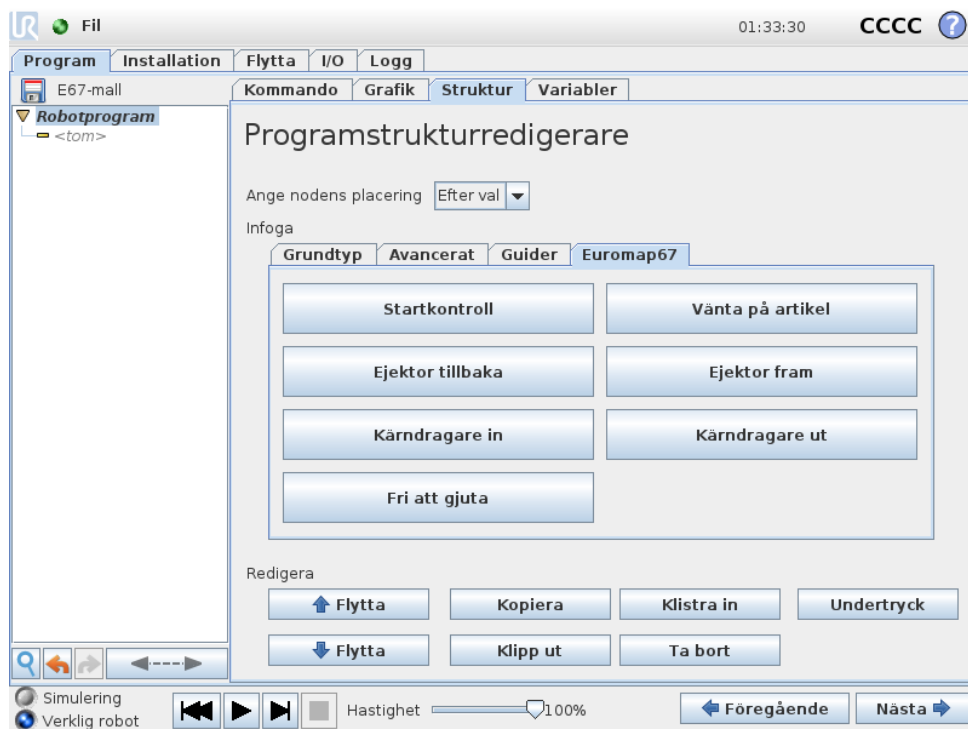 UR Fil 01:33:30 CCCC ?
Program Installation Flytta I/O Logg
E67-mall
Kommando Grafik Struktur Variabler
Robotprogram
<tom>
Programstrukturredigerare
Ange nodens placering Efter val
Infoga
Grundtyp Avancerat Guider Euromap67
Startkontroll Vänta på artikel
Ejektor tillbaka Ejektor fram
Kärndragare in Kärndragare ut
Fri att gjuta
Redigera
Flytta Kopiera Klistra in Undertryck
Flytta Klipp ut Ta bort
Simulering
Verklig robot
Hastighet 100%
Föregående Nästa